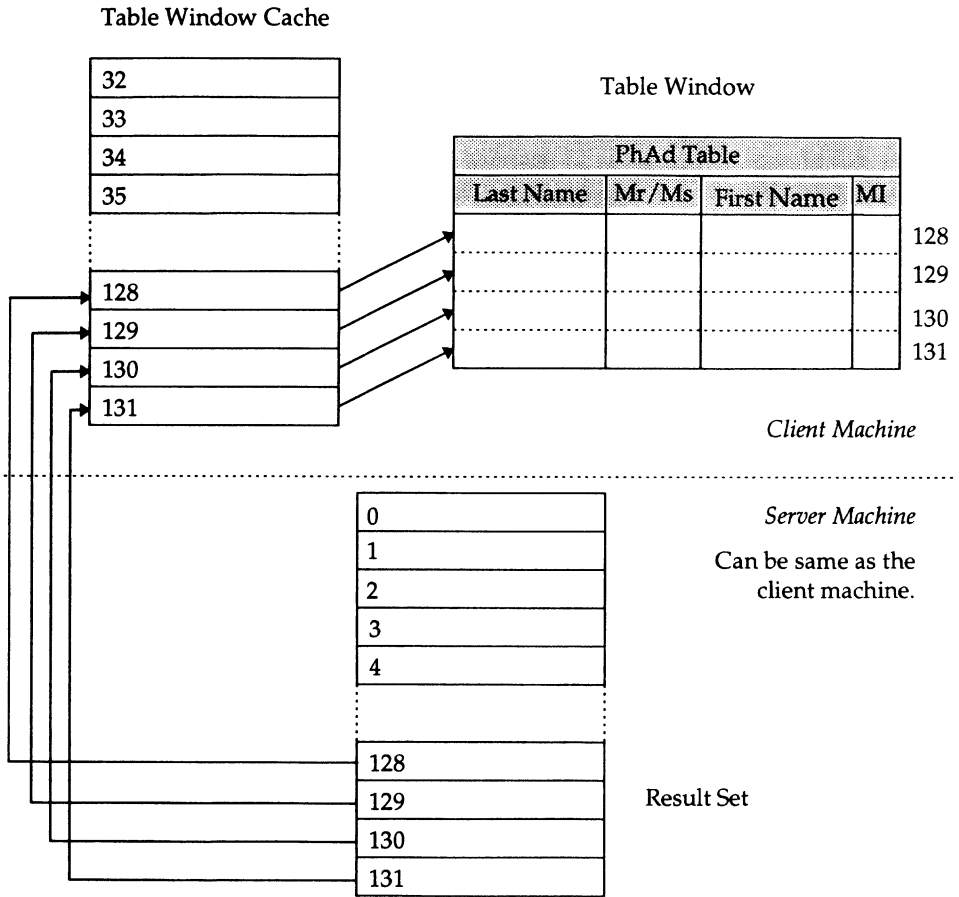 Table Window Cache
32
33
34
35
128
129
130
131
Table Window
PhAd Table
Last Name Mr/Ms First Name MI
128
129
130
131
Client Machine
Server Machine
Can be same as the
client machine.
0
1
2
3
4
128
129
130
131
Result Set